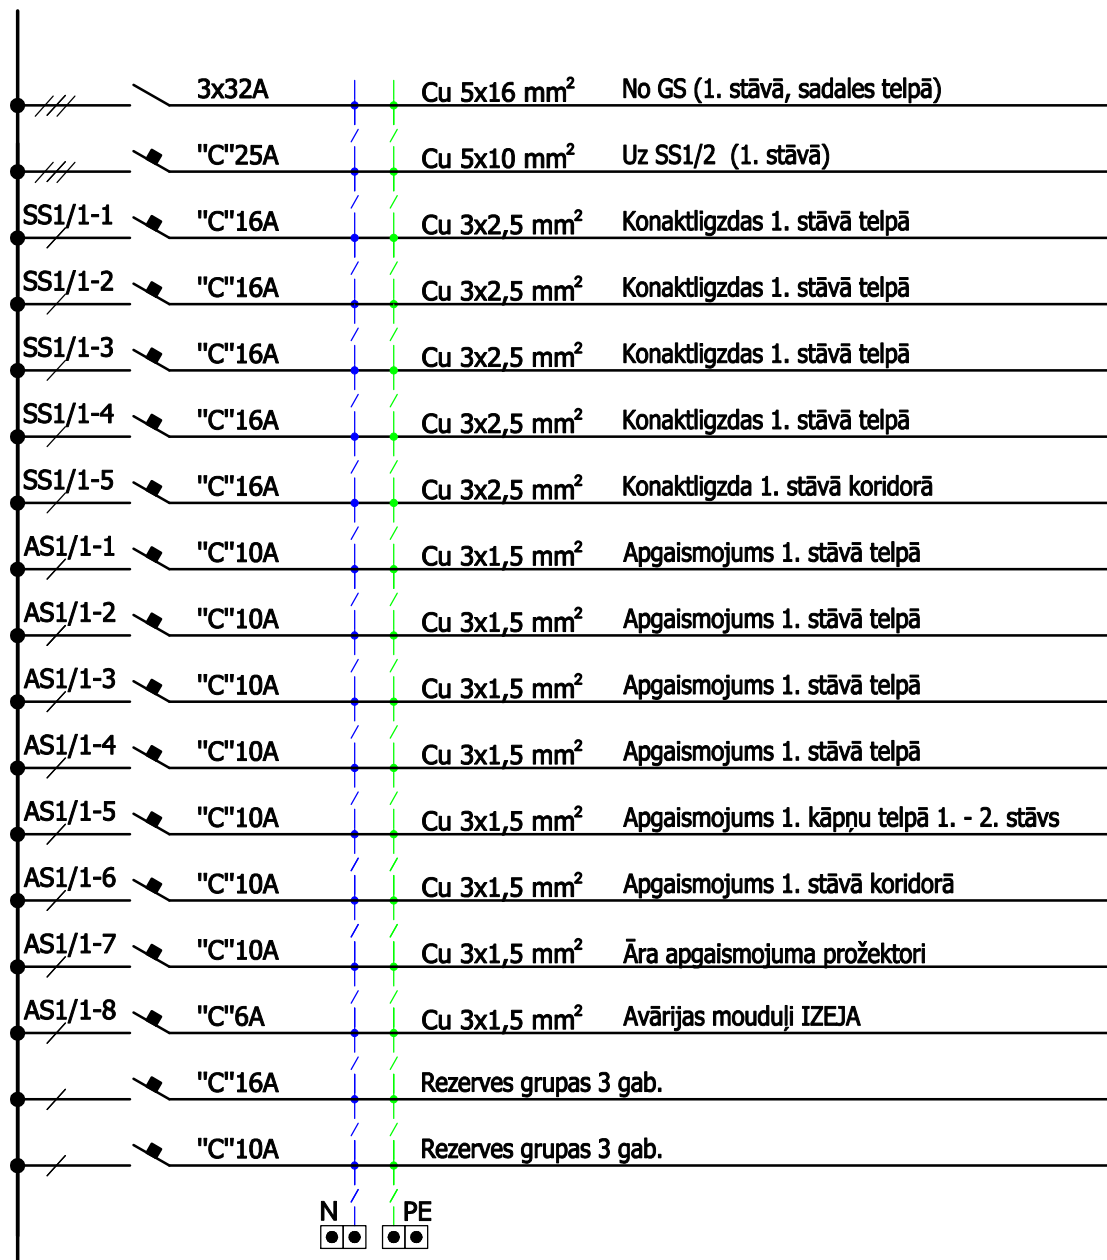 3x32A Cu 5x16 mm² No GS (1. stāvā, sadales telpā)
"C"25A Cu 5x10 mm² Uz SS1/2 (1. stāvā)
SS1/1-1 "C"16A Cu 3x2,5 mm² Konaktligzdas 1. stāvā telpā
SS1/1-2 "C"16A Cu 3x2,5 mm² Konaktligzdas 1. stāvā telpā
SS1/1-3 "C"16A Cu 3x2,5 mm² Konaktligzdas 1. stāvā telpā
SS1/1-4 "C"16A Cu 3x2,5 mm² Konaktligzdas 1. stāvā telpā
SS1/1-5 "C"16A Cu 3x2,5 mm² Konaktligzda 1. stāvā koridorā
AS1/1-1 "C"10A Cu 3x1,5 mm² Apgaismojums 1. stāvā telpā
AS1/1-2 "C"10A Cu 3x1,5 mm² Apgaismojums 1. stāvā telpā
AS1/1-3 "C"10A Cu 3x1,5 mm² Apgaismojums 1. stāvā telpā
AS1/1-4 "C"10A Cu 3x1,5 mm² Apgaismojums 1. stāvā telpā
AS1/1-5 "C"10A Cu 3x1,5 mm² Apgaismojums 1. kāpņu telpā 1. - 2. stāvs
AS1/1-6 "C"10A Cu 3x1,5 mm² Apgaismojums 1. stāvā koridorā
AS1/1-7 "C"10A Cu 3x1,5 mm² Āra apgaismojuma prožektori
AS1/1-8 "C"6A Cu 3x1,5 mm² Avārijas mouduļi IZEJA
"C"16A Rezerves grupas 3 gab.
"C"10A Rezerves grupas 3 gab.
N PE